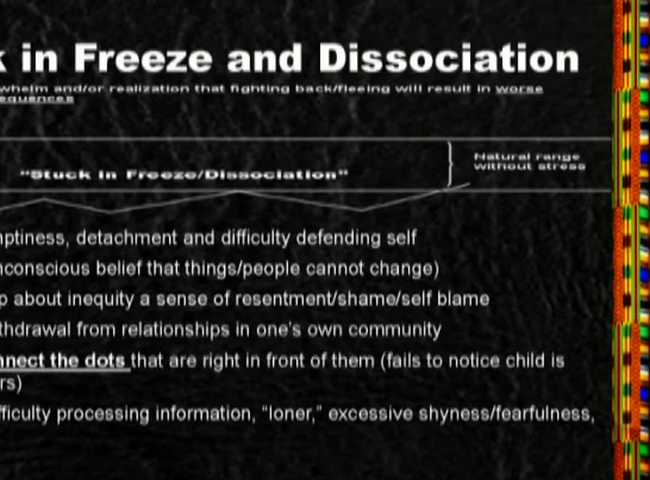 k in Freeze and Dissociation
whelm and/or realization that fighting back/fleeing will result in worse
equences
Natural range
without stress
"Stuck in Freeze/Dissociation"
nptiness, detachment and difficulty defending self
nconscious belief that things/people cannot change)
p about inequity a sense of resentment/shame/self blame
thdrawal from relationships in one's own community
nnect the dots that are right in front of them (fails to notice child is
rs)
fficulty processing information, "loner," excessive shyness/fearfulness,